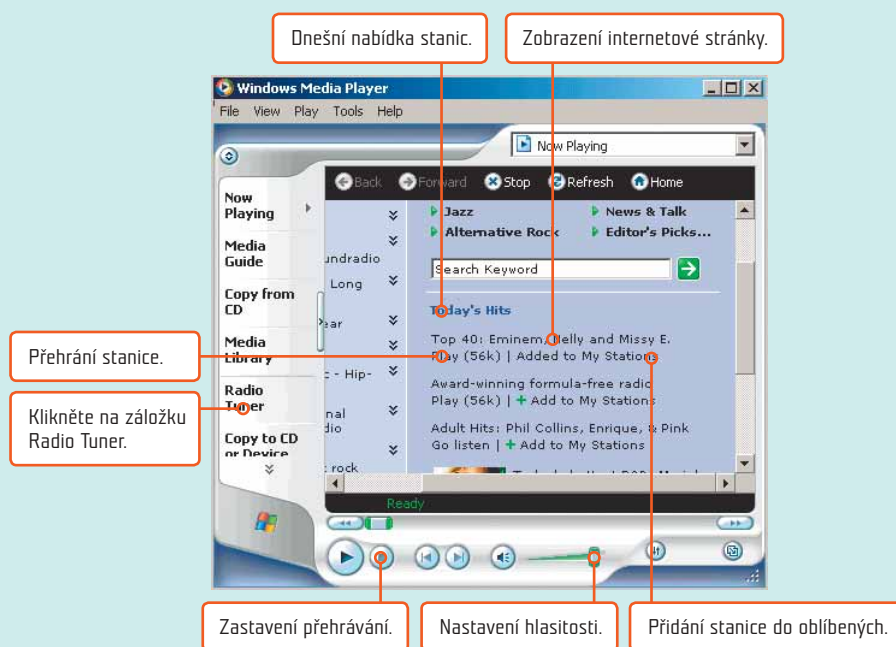 Dnešní nabídka stanic.
Zobrazení internetové stránky.
Windows Media Player
File View Play Tools Help
Now Playing
Back Forward Stop Refresh Home
Now
Playing
Media
Guide
Copy from
CD
Media
Library
Radio
Tuner
Copy to CD
or Device
undradio
Long
ear
c - Hip-
nal
dio
rock
Jazz
News & Talk
Alternative Rock
Editor's Picks...
Search Keyword
Today's Hits
Top 40: Eminem, Nelly and Missy E.
Play (56k) | Added to My Stations
Award-winning formula-free radio
Play (56k) | + Add to My Stations
Adult Hits: Phil Collins, Enrique, & Pink
Go listen | + Add to My Stations
Ready
Přehrání stanice.
Klikněte na záložku
Radio Tuner.
Zastavení přehrávání.
Nastavení hlasitosti.
Přidání stanice do oblíbených.